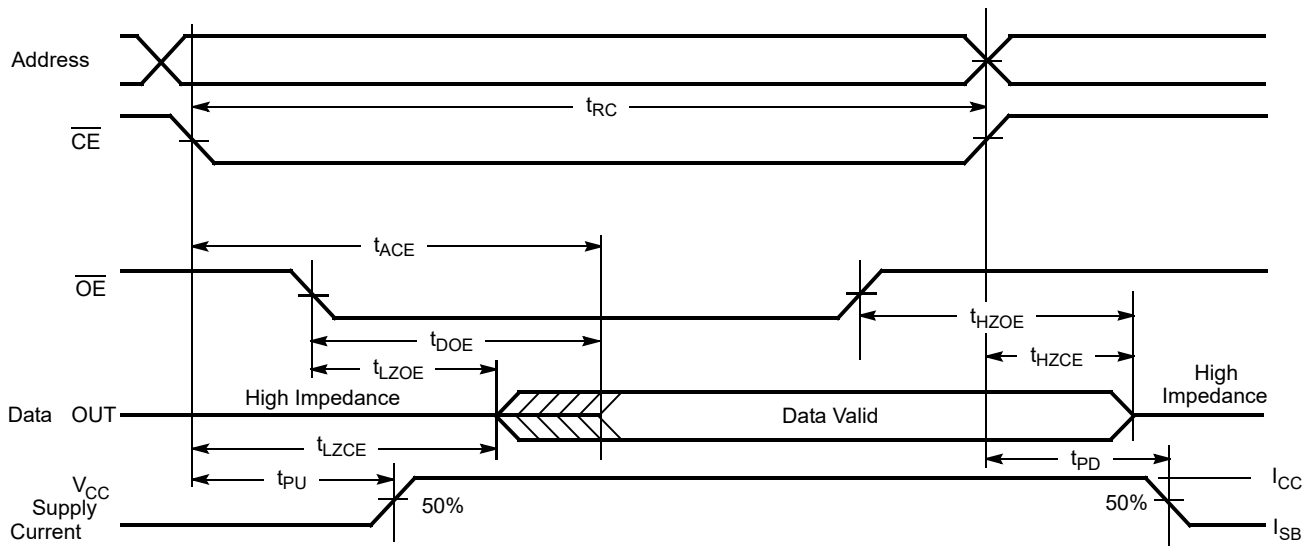 Address
tRC
CE
tACE
OE
tHZOE
tDOE
tHZCE
tLZOE
High Impedance
High
Impedance
Data OUT
Data Valid
tLZCE
tPD
tPU
VCC
Supply
Current
50%
50%
ICC
ISB